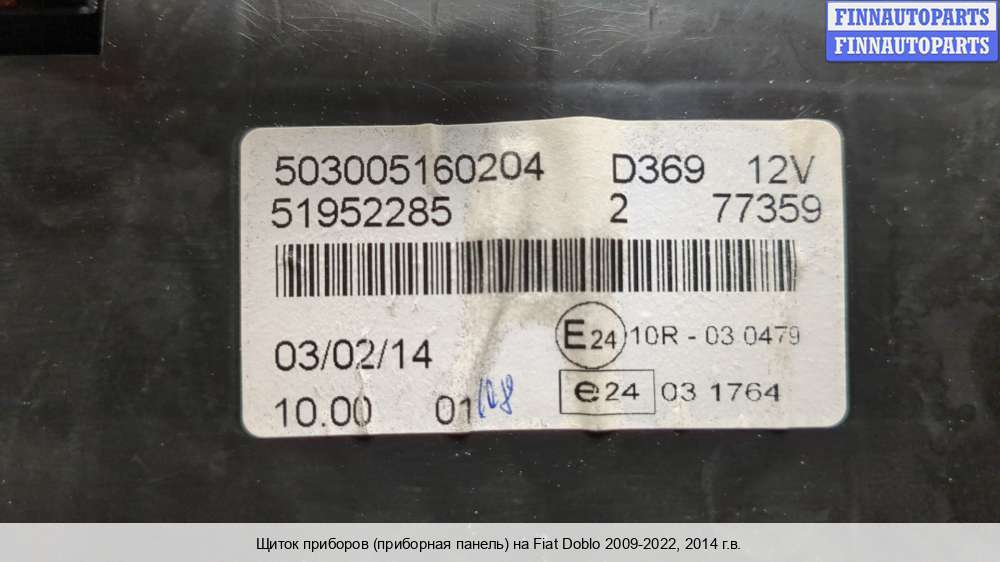 FINNAUTOPARTS
FINNAUTOPARTS
503005160204 D369 12V
51952285 2 77359
E24 10R - 03 0479
03/02/14
e24 03 1764
10.00 01
Щиток приборов (приборная панель) на Fiat Doblo 2009-2022, 2014 г.в.